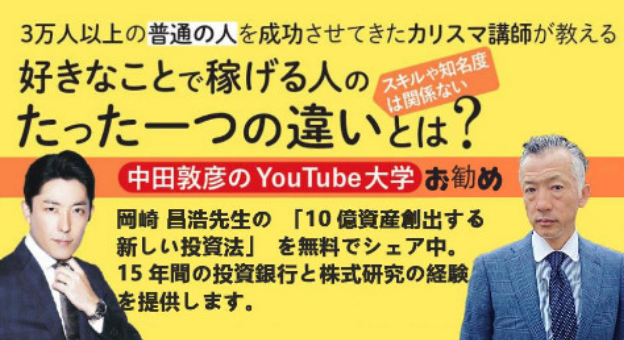 3万人以上の普通の人を成功させてきたカリスマ講師が教える
好きなことで稼げる人の
スキルや知名度
は関係ない
たった一つの違いとは？
中田敦彦のYouTube大学 お勧め
岡崎 昌浩先生の 「10億資産創出する
新しい投資法」 を無料でシェア中。
15年間の投資銀行と株式研究の経験
を提供します。